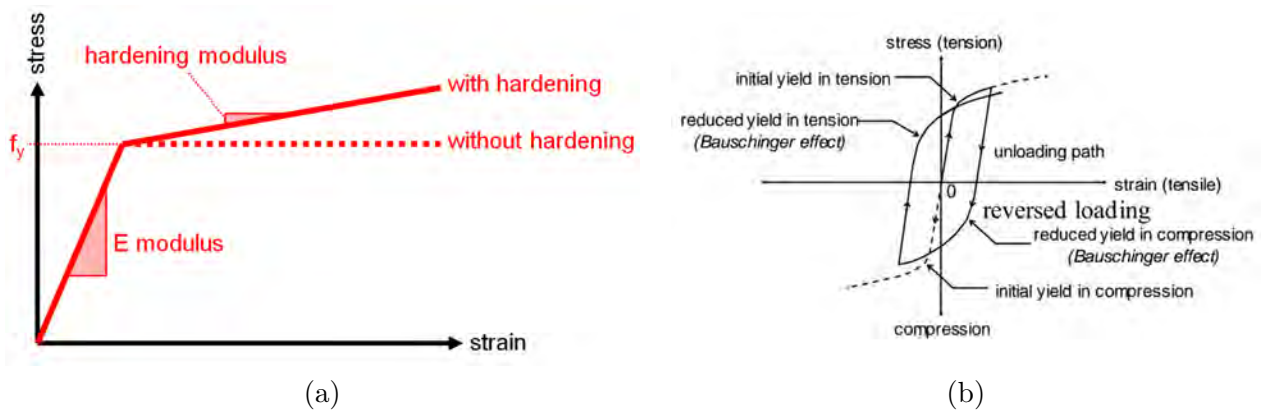 stress
hardening modulus
with hardening
fy
without hardening
E modulus
strain
(a)
stress (tension)
initial yield in tension
reduced yield in tension
(Bauschinger effect)
unloading path
0
strain (tensile)
reversed loading
reduced yield in compression
(Bauschinger effect)
initial yield in compression
compression
(b)